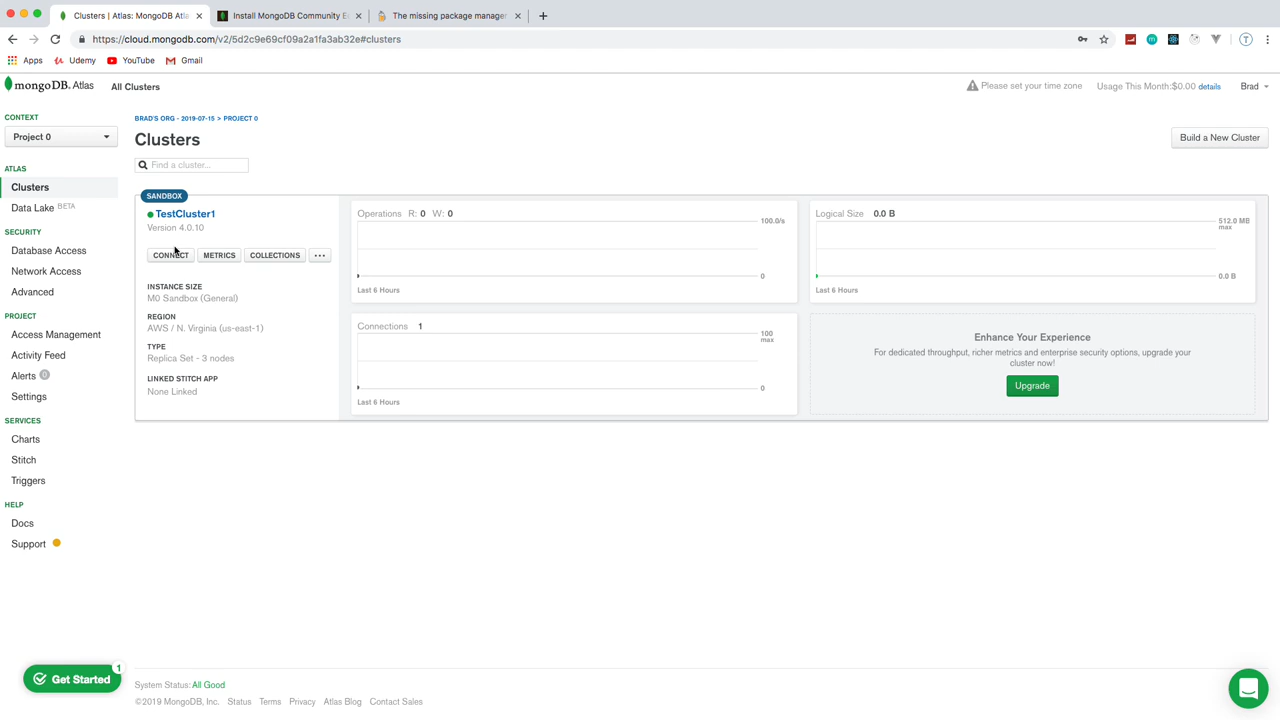 Clusters | Atlas: MongoDB Atla
Install MongoDB Community E
The missing package manage
https://cloud.mongodb.com/v2/5d2c9e69cf09a2a1fa3ab32e#clusters
Apps
Udemy
YouTube
Gmail
mongoDB. Atlas
All Clusters
Please set your time zone
Usage This Month:$0.00 details
Brad
CONTEXT
Project 0
ATLAS
Clusters
Data Lake BETA
SECURITY
Database Access
Network Access
Advanced
PROJECT
Access Management
Activity Feed
Alerts 0
Settings
SERVICES
Charts
Stitch
Triggers
HELP
Docs
Support
Get Started
1
BRAD'S ORG - 2019-07-15 > PROJECT 0
Clusters
Build a New Cluster
Find a cluster...
SANDBOX
TestCluster1
Version 4.0.10
CONNECT
METRICS
COLLECTIONS
...
INSTANCE SIZE
M0 Sandbox (General)
REGION
AWS / N. Virginia (us-east-1)
TYPE
Replica Set - 3 nodes
LINKED STITCH APP
None Linked
Operations R: 0 W: 0
100.0/s
0
Last 6 Hours
Logical Size 0.0 B
512.0 MB
max
0.0 B
Last 6 Hours
Connections 1
100
max
0
Last 6 Hours
Enhance Your Experience
For dedicated throughput, richer metrics and enterprise security options, upgrade your
cluster now!
Upgrade
System Status: All Good
©2019 MongoDB, Inc.
Status
Terms
Privacy
Atlas Blog
Contact Sales